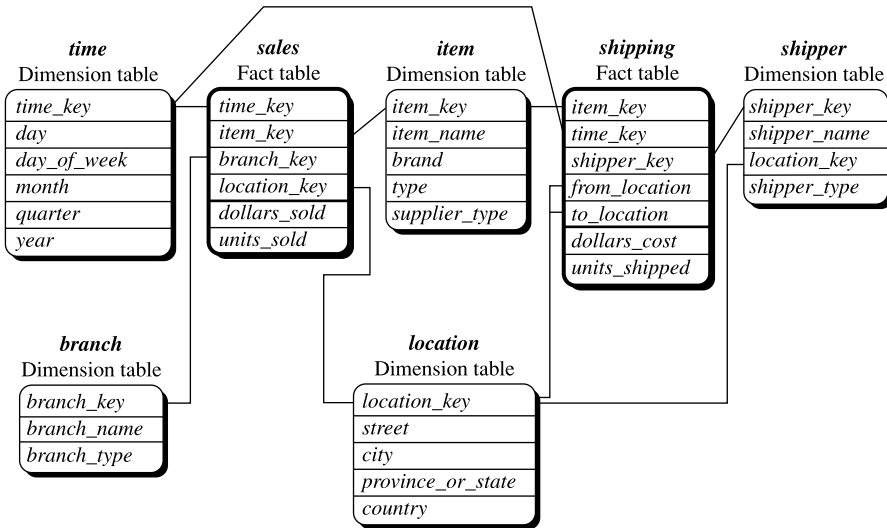 time
Dimension table
time_key
day
day_of_week
month
quarter
year
sales
Fact table
time_key
item_key
branch_key
location_key
dollars_sold
units_sold
item
Dimension table
item_key
item_name
brand
type
supplier_type
shipping
Fact table
item_key
time_key
shipper_key
from_location
to_location
dollars_cost
units_shipped
shipper
Dimension table
shipper_key
shipper_name
location_key
shipper_type
branch
Dimension table
branch_key
branch_name
branch_type
location
Dimension table
location_key
street
city
province_or_state
country